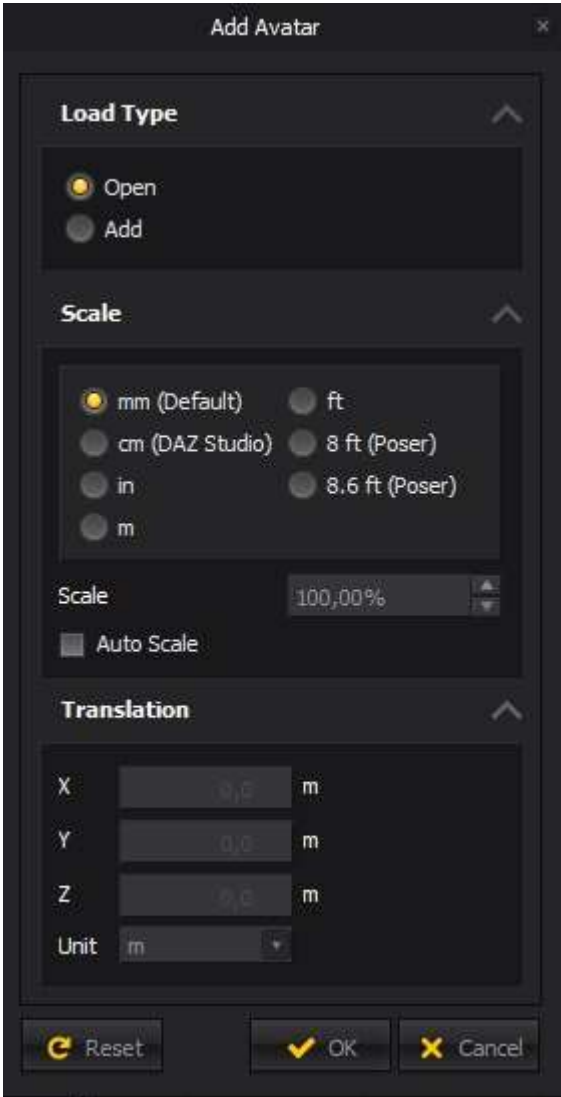 Add Avatar
Load Type
Open
Add
Scale
mm (Default) ft
cm (DAZ Studio) 8 ft (Poser)
in 8.6 ft (Poser)
m
Scale 100,00%
Auto Scale
Translation
X 0,0 m
Y 0,0 m
Z 0,0 m
Unit m
Reset OK Cancel